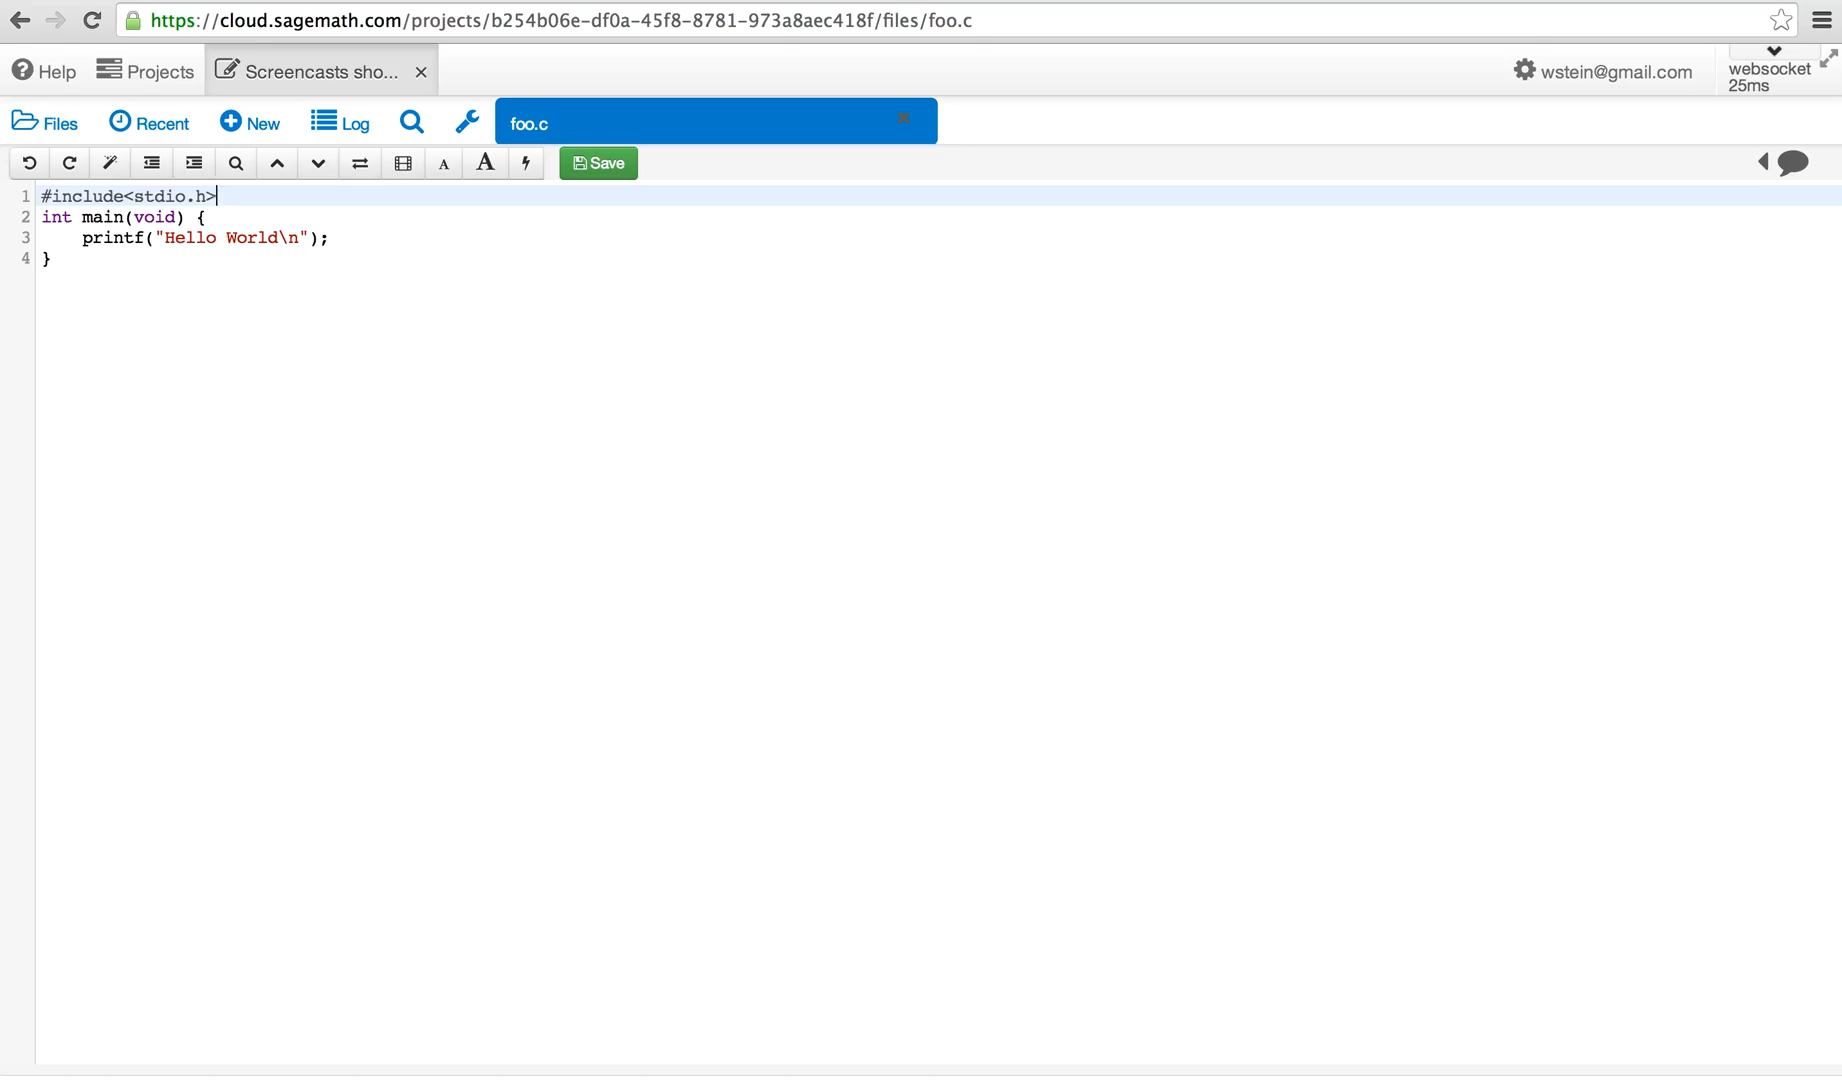 https://cloud.sagemath.com/projects/b254b06e-df0a-45f8-8781-973a8aec418f/files/foo.c
Help Projects Screencasts sho... × wstein@gmail.com websocket
25ms
Files Recent New Log foo.c ×
A A Save
1 #include<stdio.h>
2 int main(void) {
3     printf("Hello World\n");
4 }